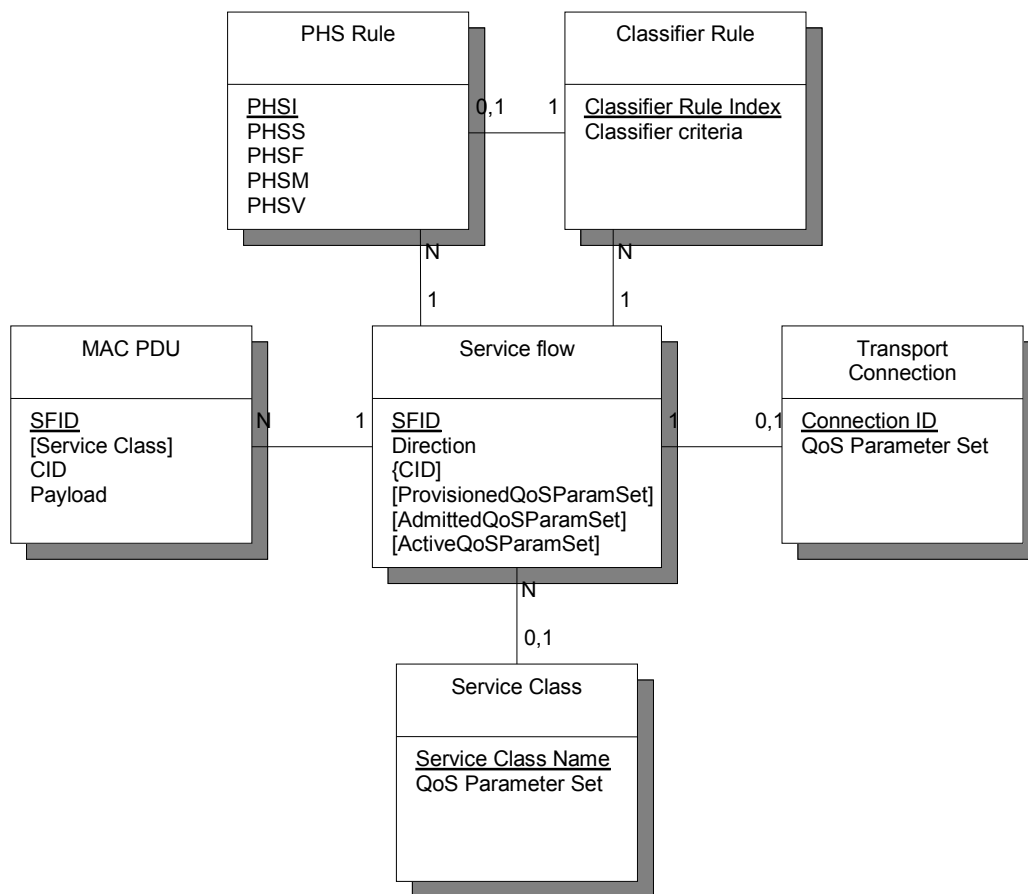 PHS Rule
PHSI
PHSS
PHSF
PHSM
PHSV
0,1
1
Classifier Rule
Classifier Rule Index
Classifier criteria
N
1
N
1
MAC PDU
SFID
[Service Class]
CID
Payload
N
1
Service flow
SFID
Direction
{CID]
[ProvisionedQoSParamSet]
[AdmittedQoSParamSet]
[ActiveQoSParamSet]
1
0,1
Transport
Connection
Connection ID
QoS Parameter Set
N
0,1
Service Class
Service Class Name
QoS Parameter Set